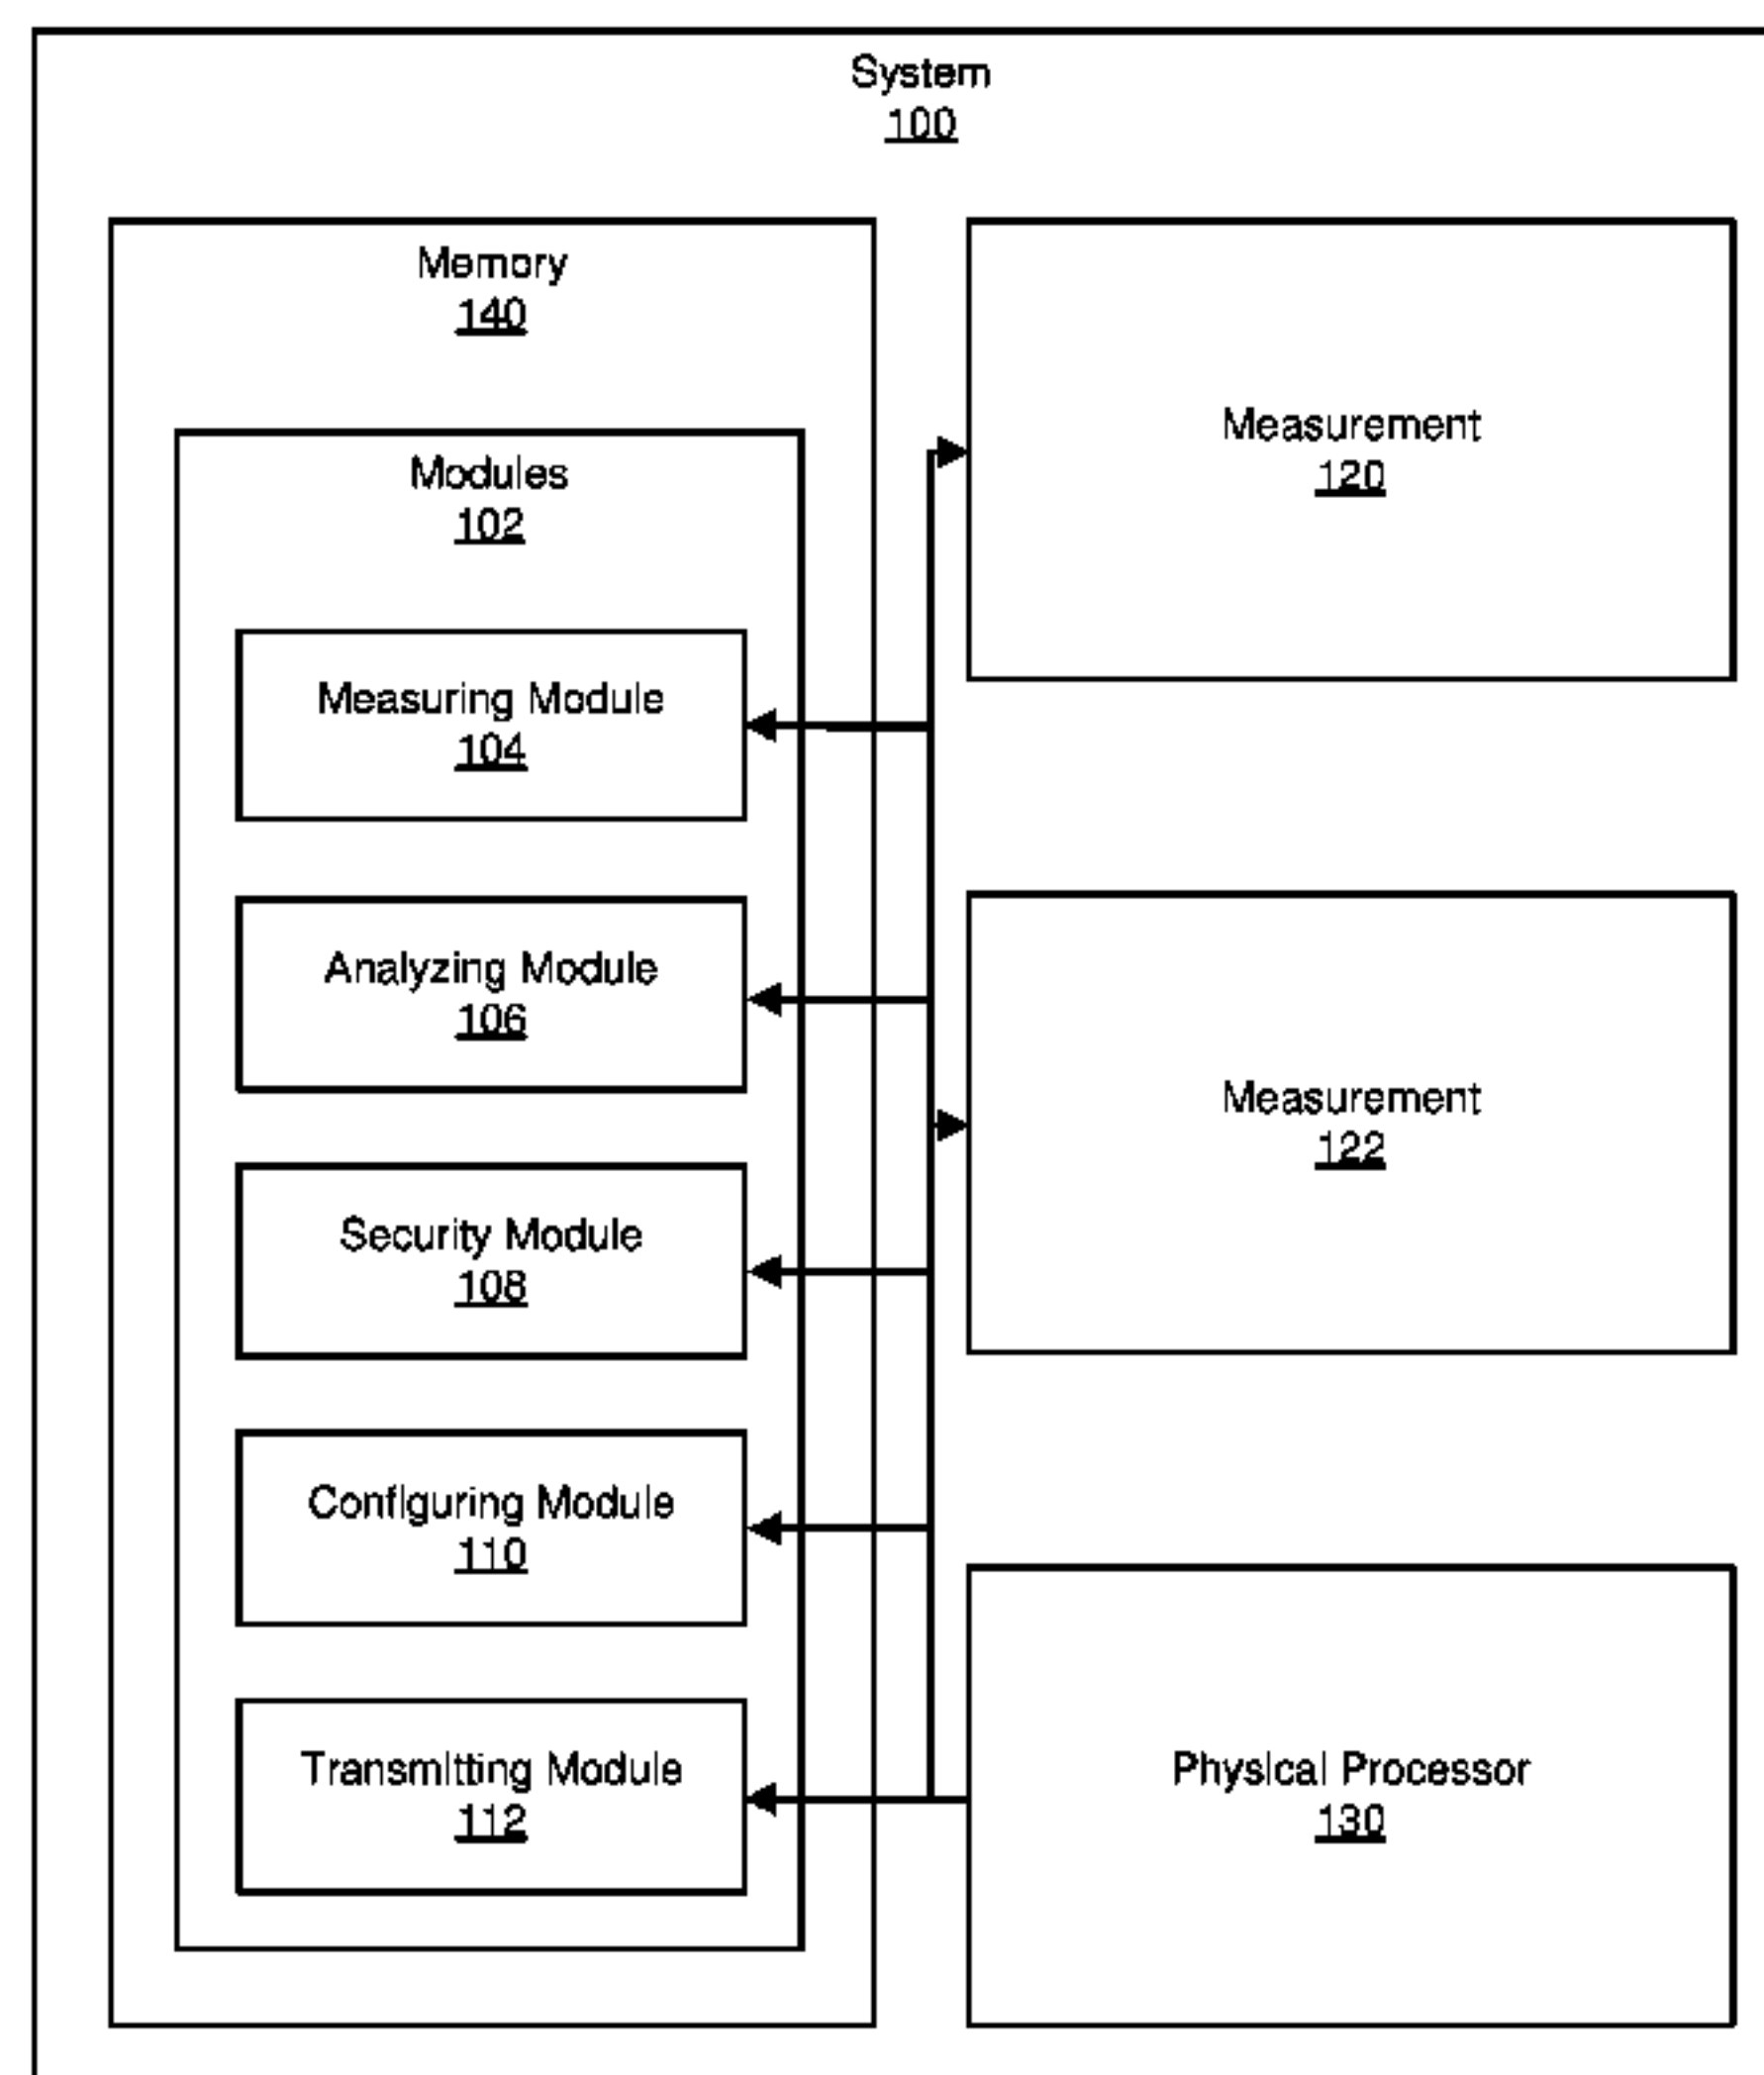 System
100
Memory
140
Modules
102
Measuring Module
104
Analyzing Module
106
Security Module
108
Configuring Module
110
Transmitting Module
112
Measurement
120
Measurement
122
Physical Processor
130